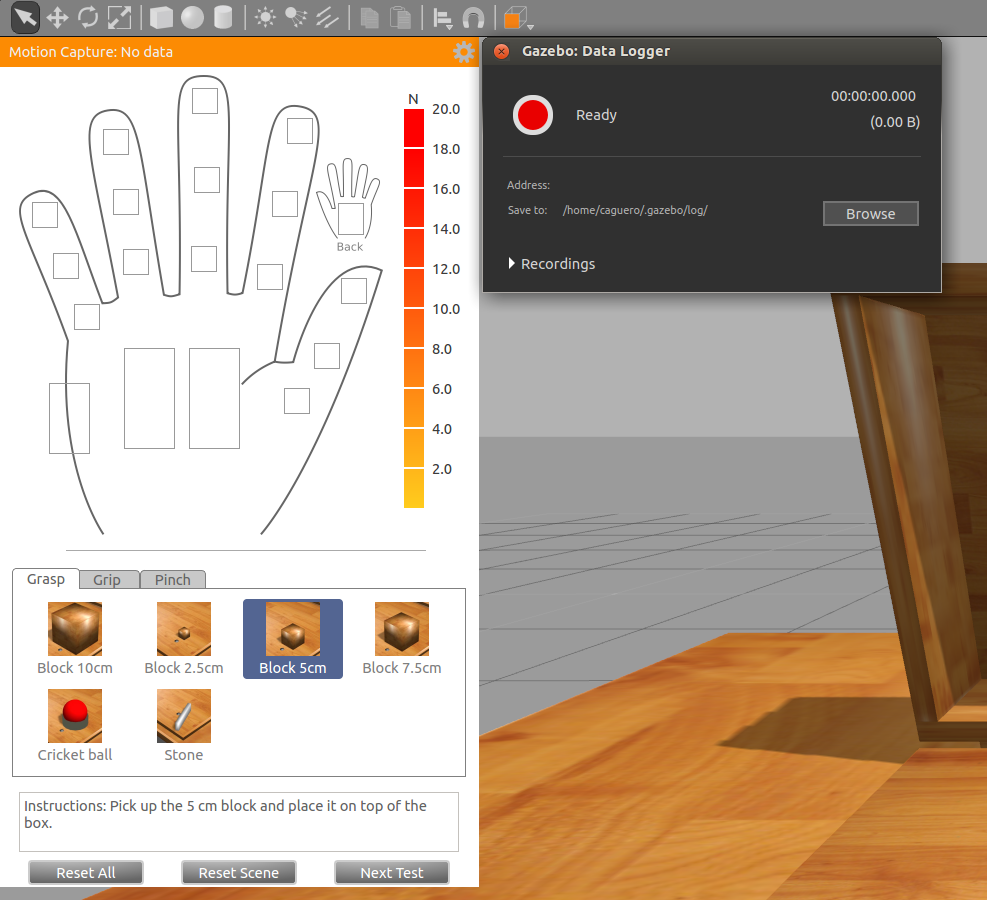 Motion Capture: No data
Gazebo: Data Logger
Ready
00:00:00.000
(0.00 B)
Address:
Save to: /home/caguero/.gazebo/log/
Browse
Recordings
N
20.0
18.0
16.0
14.0
12.0
10.0
8.0
6.0
4.0
2.0
Back
Grasp Grip Pinch
Block 10cm Block 2.5cm Block 5cm Block 7.5cm
Cricket ball Stone
Instructions: Pick up the 5 cm block and place it on top of the
box.
Reset All Reset Scene Next Test